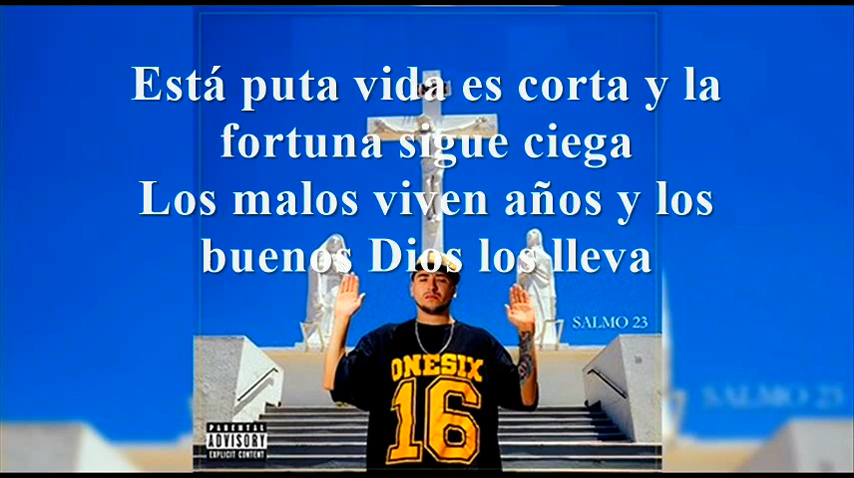 Está puta vida es corta y la
fortuna sigue ciega
Los malos viven años y los
buenos Dios los lleva
SALMO 23
SALMO 23
ONESIX
16
PARENTAL
ADVISORY
EXPLICIT CONTENT